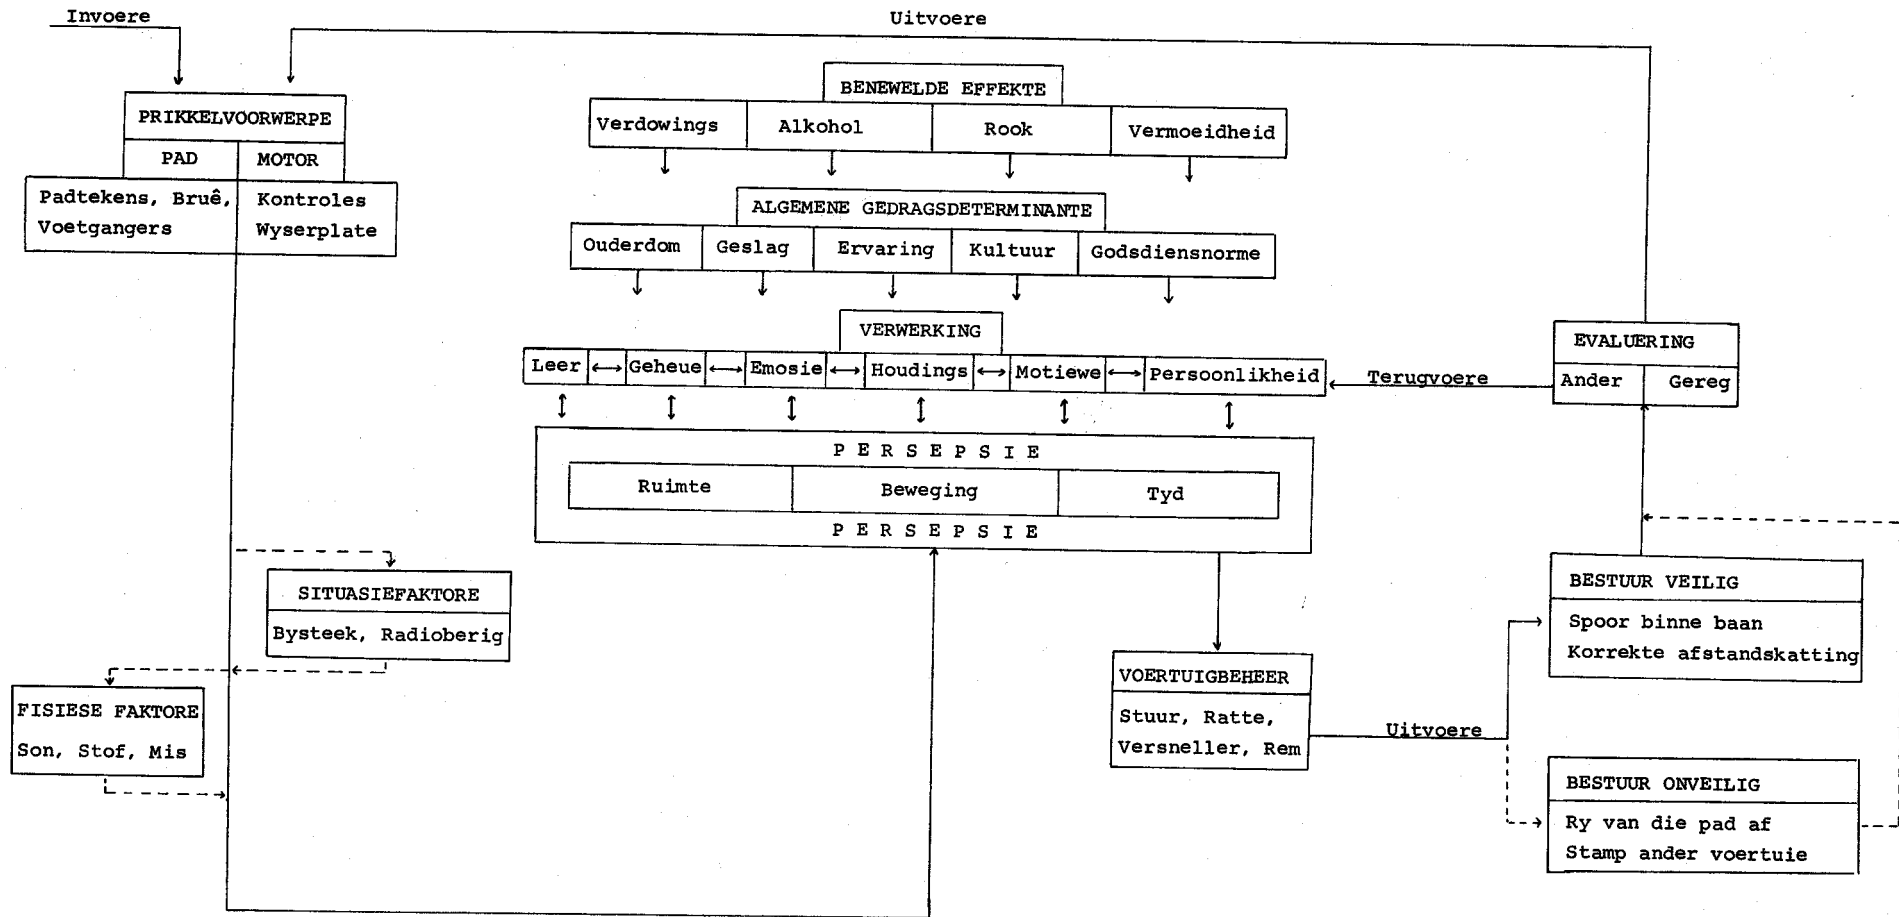 Invoere
Uitvoere
PRIKKELVOORWERPE
PAD MOTOR
Padtekens, Bruê, Kontroles
Voetgangers Wyserplate
BENEWELDE EFFEKTE
Verdowings Alkohol Rook Vermoeidheid
ALGEMENE GEDRAGSDETERMINANTE
Ouderdom Geslag Ervaring Kultuur Godsdiensnorme
VERWERKING
Leer Geheue Emosie Houdings Motiewe Persoonlikheid
Terugvoere
EVALUERING
Ander Gereg
P E R S E P S I E
Ruimte Beweging Tyd
P E R S E P S I E
SITUASIEFAKTORE
Bysteek, Radioberig
FISIESE FAKTORE
Son, Stof, Mis
VOERTUIGBEHEER
Stuur, Ratte,
Versneller, Rem
Uitvoere
BESTUUR VEILIG
Spoor binne baan
Korrekte afstandskatting
BESTUUR ONVEILIG
Ry van die pad af
Stamp ander voertuie